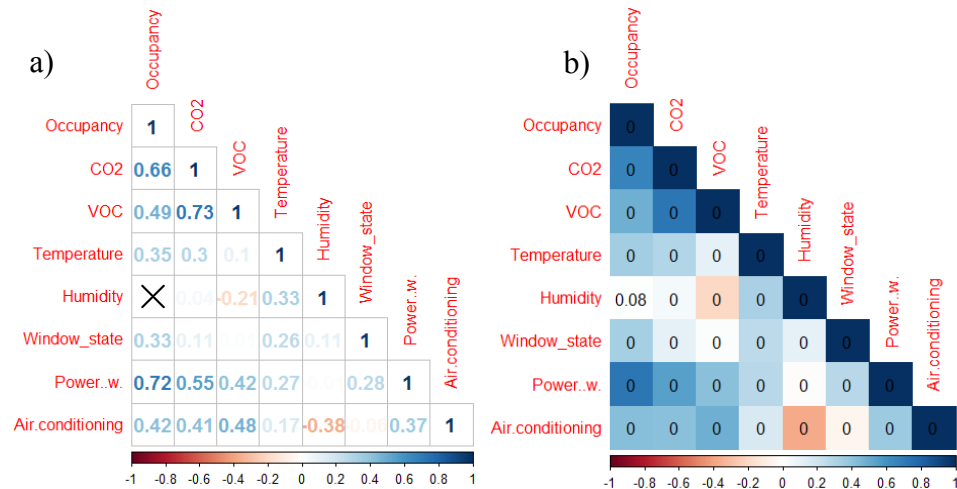 a)
Occupancy
CO2
VOC
Temperature
Humidity
Window_state
Power..w.
Air.conditioning
Occupancy 1
CO2 0.66 1
VOC 0.49 0.73 1
Temperature 0.35 0.3 0.1 1
Humidity 0.04 -0.21 0.33 1
Window_state 0.33 0.11 0.26 0.11 1
Power..w. 0.72 0.55 0.42 0.27 0.28 1
Air.conditioning 0.42 0.41 0.48 0.17 -0.38 0.37 1
-1 -0.8 -0.6 -0.4 -0.2 0 0.2 0.4 0.6 0.8 1
b)
Occupancy
CO2
VOC
Temperature
Humidity
Window_state
Power..w.
Air.conditioning
Occupancy 0
CO2 0 0
VOC 0 0 0
Temperature 0 0 0 0
Humidity 0.08 0 0 0 0
Window_state 0 0 0 0 0 0
Power..w. 0 0 0 0 0 0 0
Air.conditioning 0 0 0 0 0 0 0 0
-1 -0.8 -0.6 -0.4 -0.2 0 0.2 0.4 0.6 0.8 1